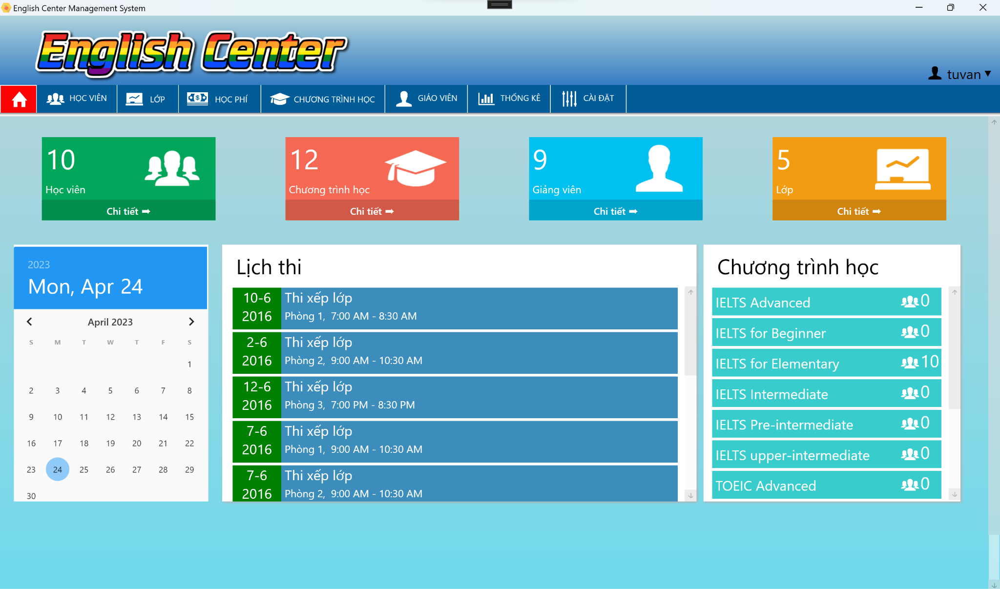 English Center Management System
English Center
tuvan
HỌC VIÊN
LỚP
HỌC PHÍ
CHƯƠNG TRÌNH HỌC
GIÁO VIÊN
THỐNG KÊ
CÀI ĐẶT
10
Học viên
Chi tiết
12
Chương trình học
Chi tiết
9
Giảng viên
Chi tiết
5
Lớp
Chi tiết
2023
Mon, Apr 24
April 2023
S M T W T F S
1
2 3 4 5 6 7 8
9 10 11 12 13 14 15
16 17 18 19 20 21 22
23 24 25 26 27 28 29
30
Lịch thi
10-6
2016
Thi xếp lớp
Phòng 1, 7:00 AM - 8:30 AM
2-6
2016
Thi xếp lớp
Phòng 2, 9:00 AM - 10:30 AM
12-6
2016
Thi xếp lớp
Phòng 3, 7:00 PM - 8:30 PM
7-6
2016
Thi xếp lớp
Phòng 1, 9:00 AM - 10:30 AM
7-6
2016
Thi xếp lớp
Phòng 2, 9:00 AM - 10:30 AM
Chương trình học
IELTS Advanced 0
IELTS for Beginner 0
IELTS for Elementary 10
IELTS Intermediate 0
IELTS Pre-intermediate 0
IELTS upper-intermediate 0
TOEIC Advanced 0